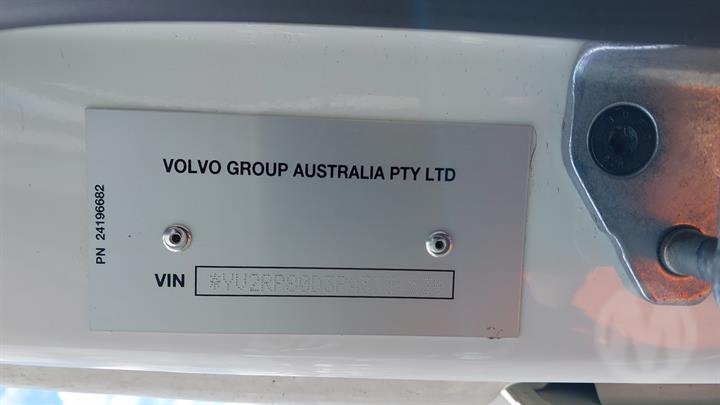 VOLVO GROUP AUSTRALIA PTY LTD
PN 24196682
VIN